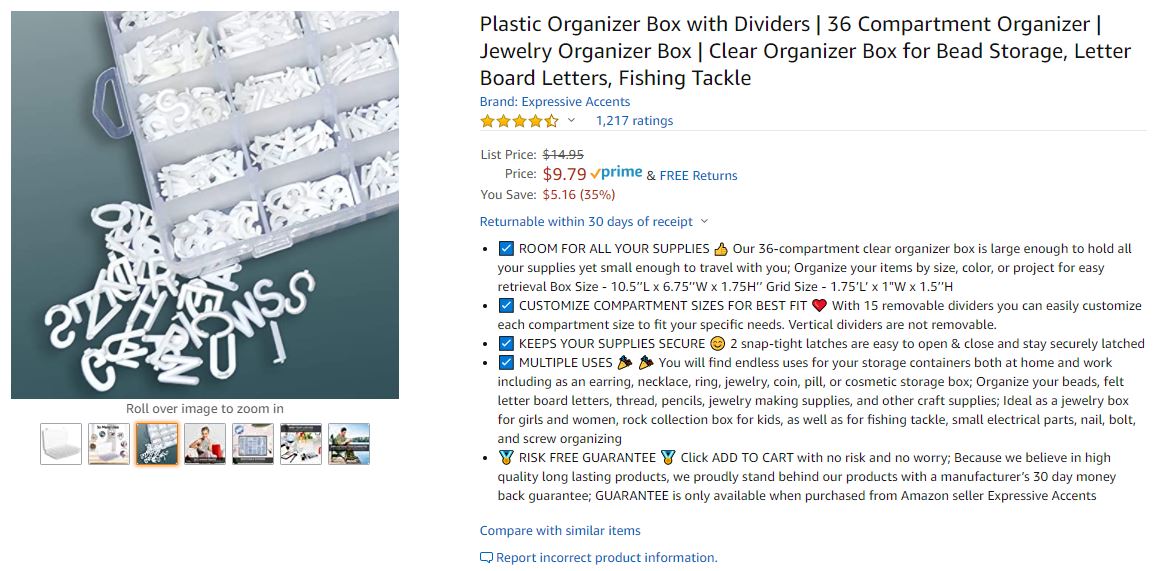 Plastic Organizer Box with Dividers | 36 Compartment Organizer |
Jewelry Organizer Box | Clear Organizer Box for Bead Storage, Letter
Board Letters, Fishing Tackle
Brand: Expressive Accents
1,217 ratings
List Price: $14.95
Price: $9.79 prime & FREE Returns
You Save: $5.16 (35%)
Returnable within 30 days of receipt
☑ ROOM FOR ALL YOUR SUPPLIES 👍 Our 36-compartment clear organizer box is large enough to hold all
your supplies yet small enough to travel with you; Organize your items by size, color, or project for easy
retrieval Box Size - 10.5’’L x 6.75’’W x 1.75H’’ Grid Size - 1.75’L’ x 1"W x 1.5’’H
☑ CUSTOMIZE COMPARTMENT SIZES FOR BEST FIT ❤️ With 15 removable dividers you can easily customize
each compartment size to fit your specific needs. Vertical dividers are not removable.
☑ KEEPS YOUR SUPPLIES SECURE 😊 2 snap-tight latches are easy to open & close and stay securely latched
☑ MULTIPLE USES 🎉 🎉 You will find endless uses for your storage containers both at home and work
including as an earring, necklace, ring, jewelry, coin, pill, or cosmetic storage box; Organize your beads, felt
letter board letters, thread, pencils, jewelry making supplies, and other craft supplies; Ideal as a jewelry box
for girls and women, rock collection box for kids, as well as for fishing tackle, small electrical parts, nail, bolt,
and screw organizing
🏅 RISK FREE GUARANTEE 🏅 Click ADD TO CART with no risk and no worry; Because we believe in high
quality long lasting products, we proudly stand behind our products with a manufacturer’s 30 day money
back guarantee; GUARANTEE is only available when purchased from Amazon seller Expressive Accents
Compare with similar items
Report incorrect product information.
Roll over image to zoom in